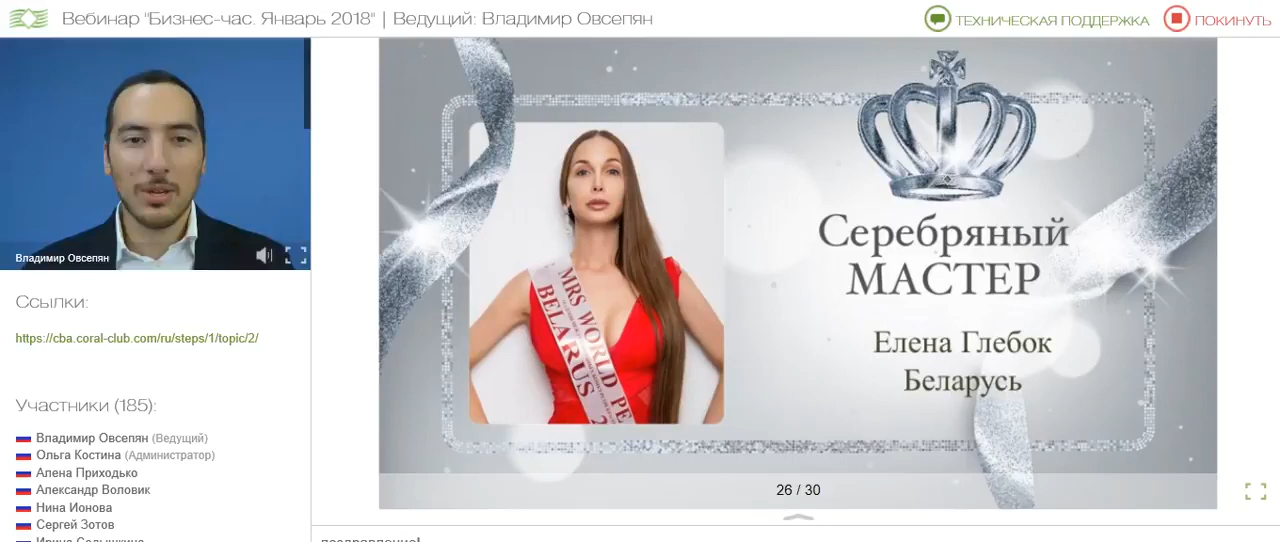 Вебинар "Бизнес-час. Январь 2018" | Ведущий: Владимир Овсепян
ТЕХНИЧЕСКАЯ ПОДДЕРЖКА
ПОКИНУТЬ
Владимир Овсепян
Ссылки:
https://cba.coral-club.com/ru/steps/1/topic/2/
Участники (185):
Владимир Овсепян (Ведущий)
Ольга Костина (Администратор)
Алена Приходько
Александр Воловик
Нина Ионова
Сергей Зотов
MRS WORLD PE
BELARUS 2
Серебряный
МАСТЕР
Елена Глебок
Беларусь
26 / 30